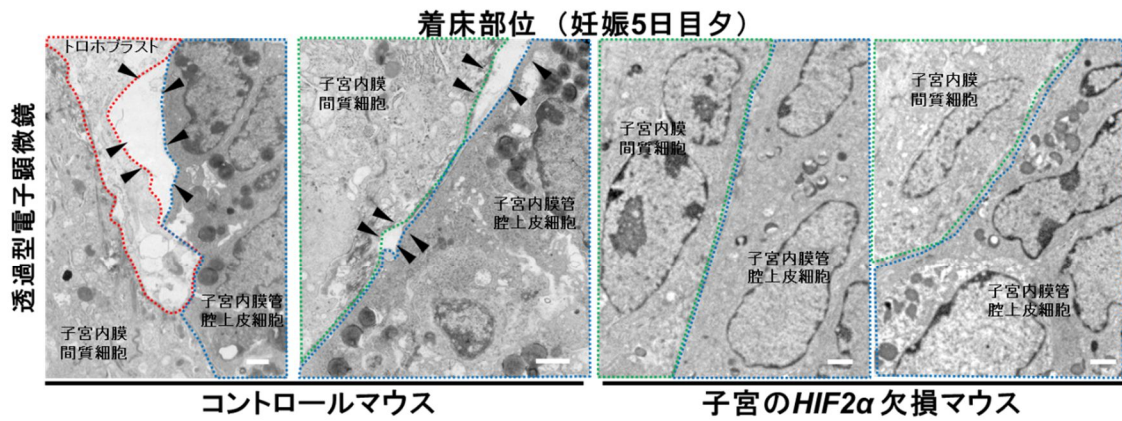 着床部位 （妊娠5日目夕）
透過型電子顕微鏡
トロホブラスト
子宮内膜
間質細胞
子宮内膜管
腔上皮細胞
子宮内膜
間質細胞
子宮内膜管
腔上皮細胞
子宮内膜
間質細胞
子宮内膜管
腔上皮細胞
子宮内膜
間質細胞
子宮内膜管
腔上皮細胞
コントロールマウス
子宮のHIF2α 欠損マウス